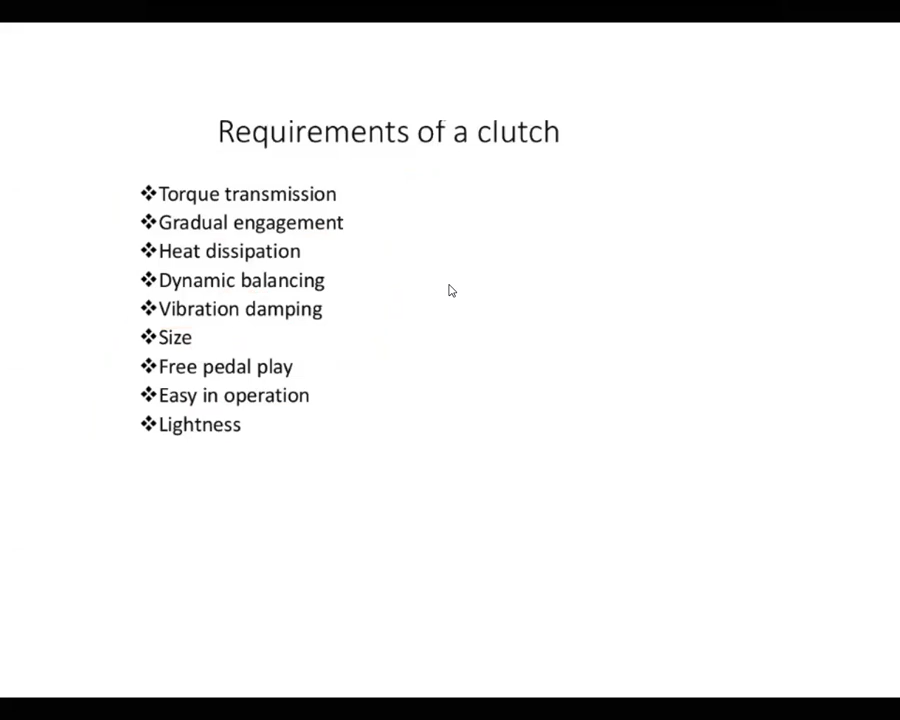 Requirements of a clutch
❖Torque transmission
❖Gradual engagement
❖Heat dissipation
❖Dynamic balancing
❖Vibration damping
❖Size
❖Free pedal play
❖Easy in operation
❖Lightness